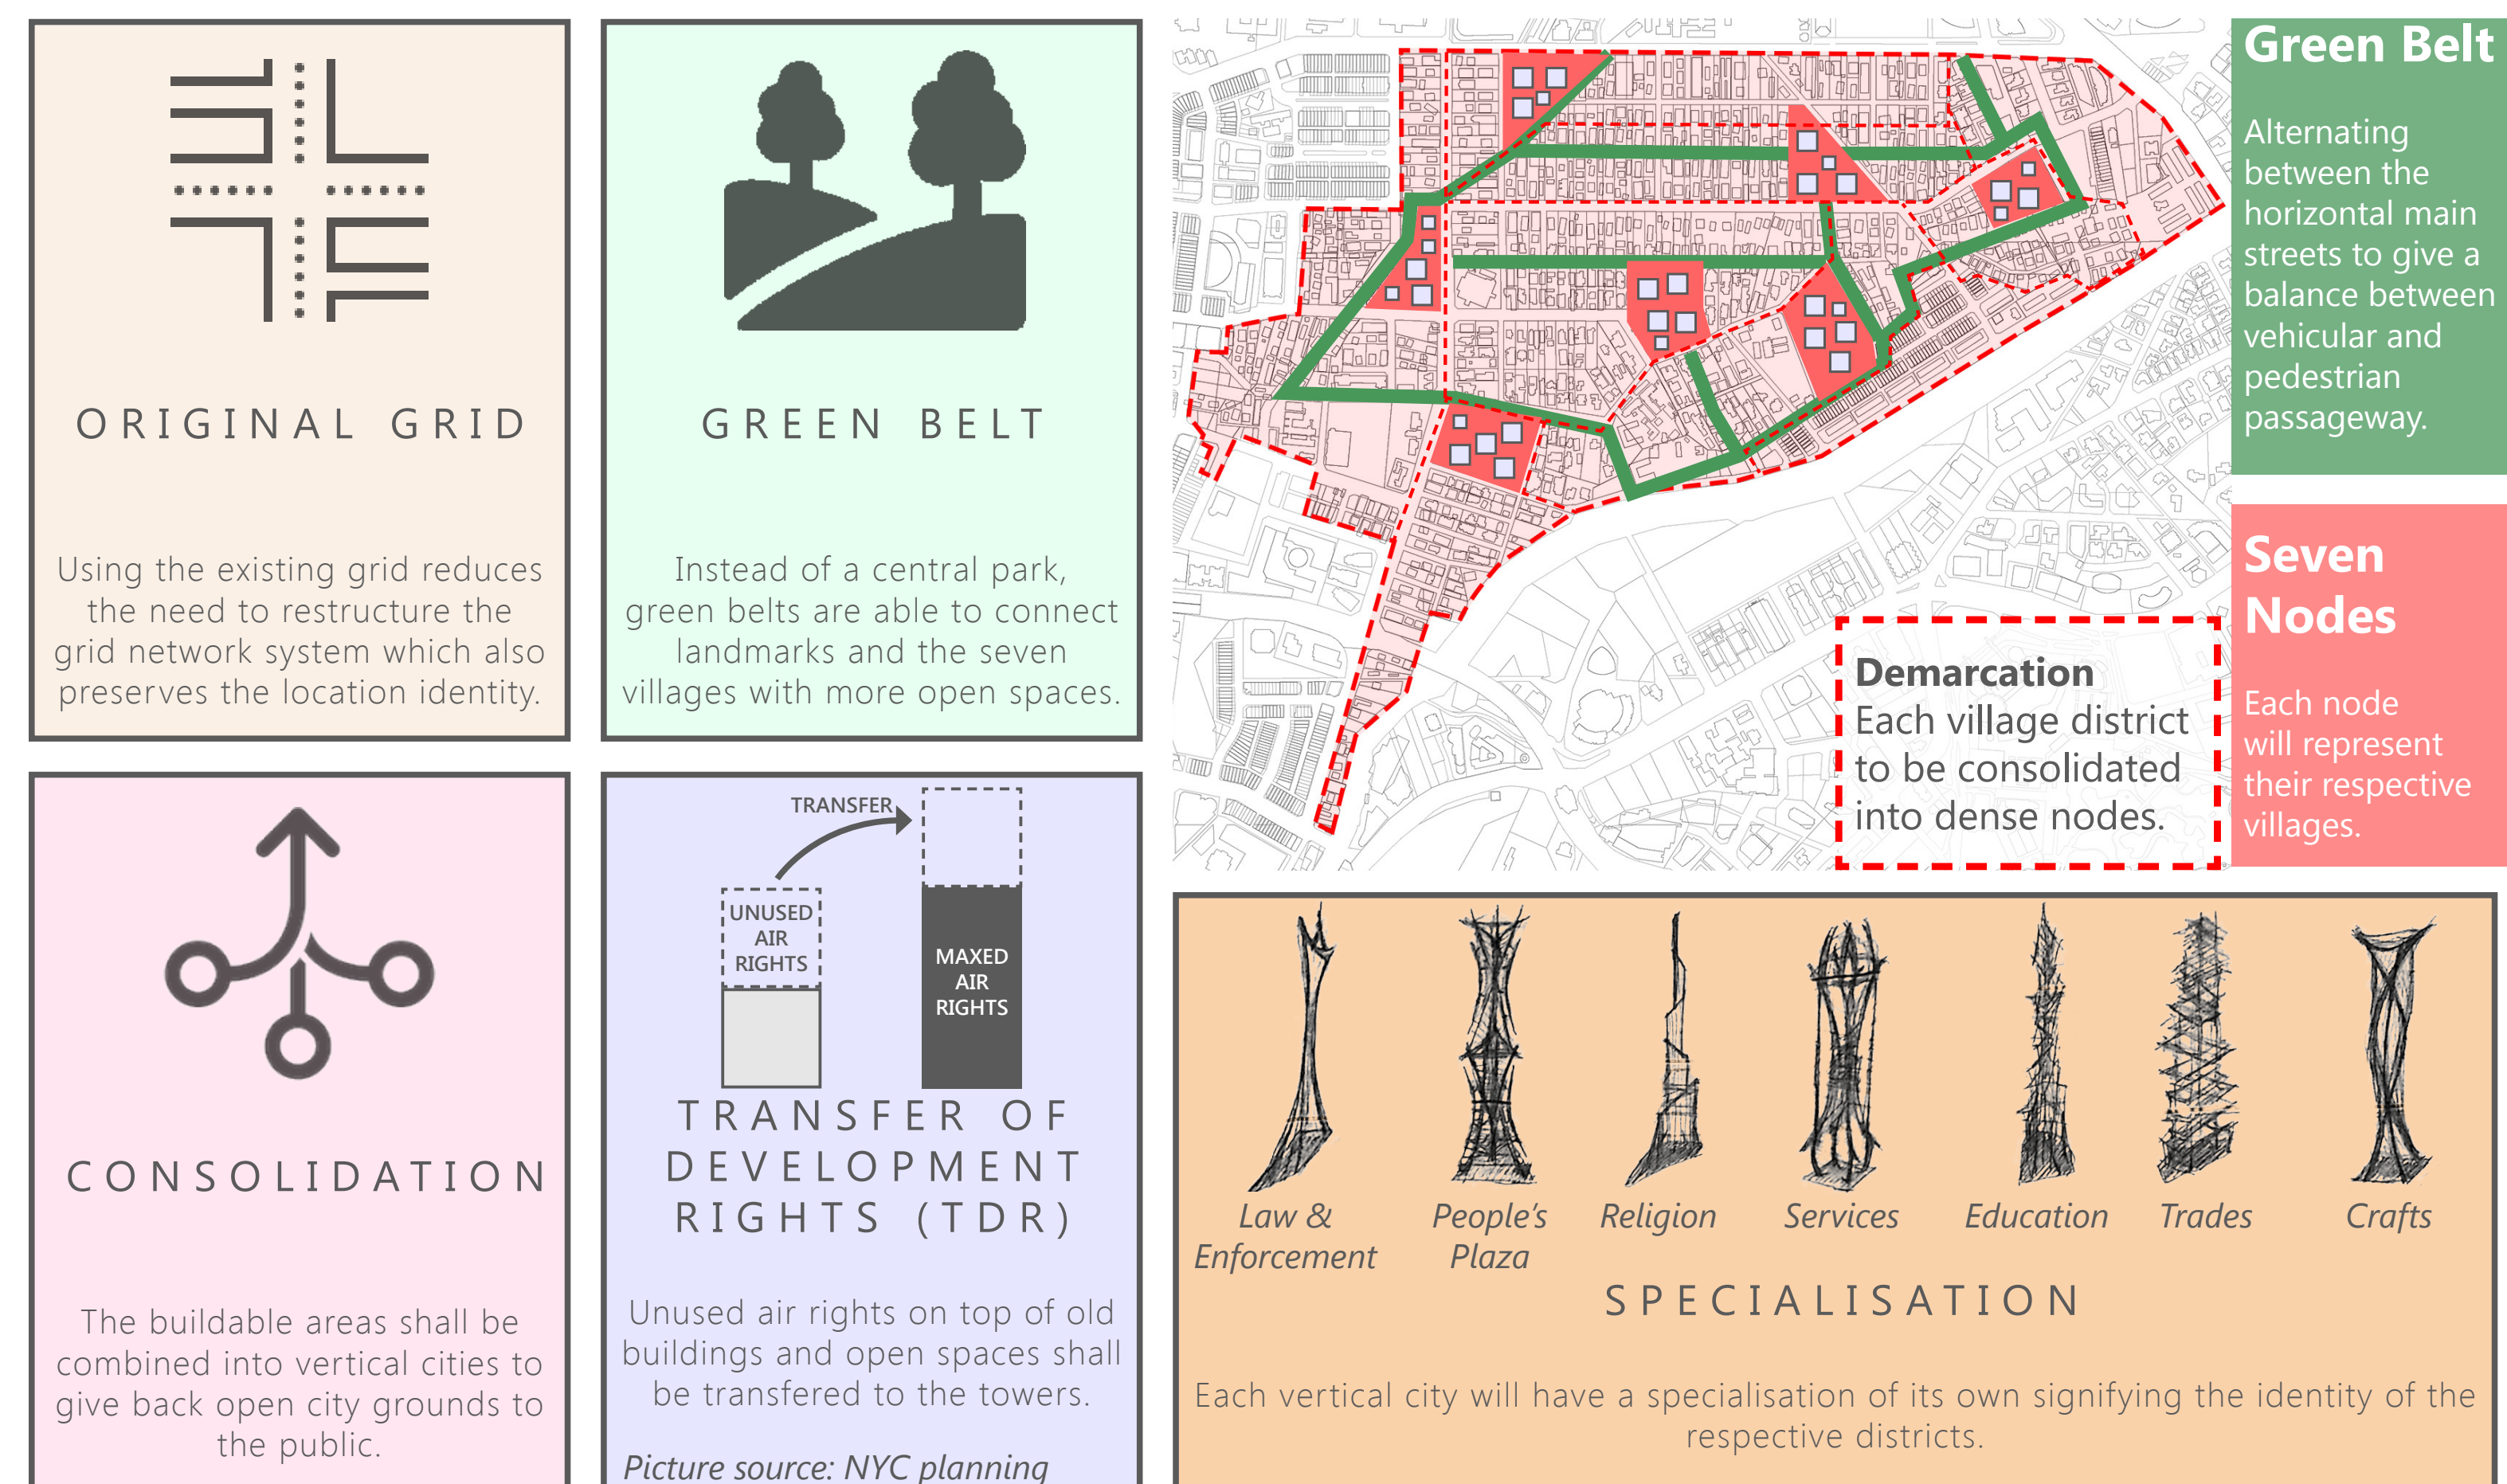 ORIGINAL GRID
Using the existing grid reduces
the need to restructure the
grid network system which also
preserves the location identity.
GREEN BELT
Instead of a central park,
green belts are able to connect
landmarks and the seven
villages with more open spaces.
Green Belt
Alternating
between the
horizontal main
streets to give a
balance between
vehicular and
pedestrian
passageway.
Seven
Nodes
Each node
will represent
their respective
villages.
Demarcation
Each village district
to be consolidated
into dense nodes.
CONSOLIDATION
The buildable areas shall be
combined into vertical cities to
give back open city grounds to
the public.
TRANSFER
UNUSED
AIR
RIGHTS
MAXED
AIR
RIGHTS
TRANSFER OF
DEVELOPMENT
RIGHTS (TDR)
Unused air rights on top of old
buildings and open spaces shall
be transfered to the towers.
Picture source: NYC planning
Law &
Enforcement
People's
Plaza
Religion
Services
Education
Trades
Crafts
SPECIALISATION
Each vertical city will have a specialisation of its own signifying the identity of the
respective districts.